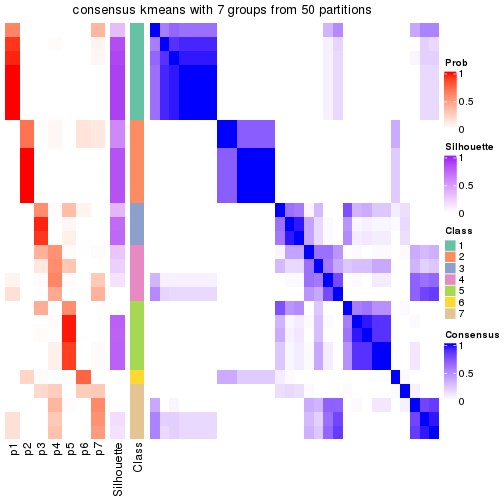 consensus kmeans with 7 groups from 50 partitions
Prob
1
0.5
0
Silhouette
1
0.5
0
Class
1
2
3
4
5
6
7
Consensus
1
0.5
0
p1
p2
p3
p4
p5
p6
p7
Silhouette
Class